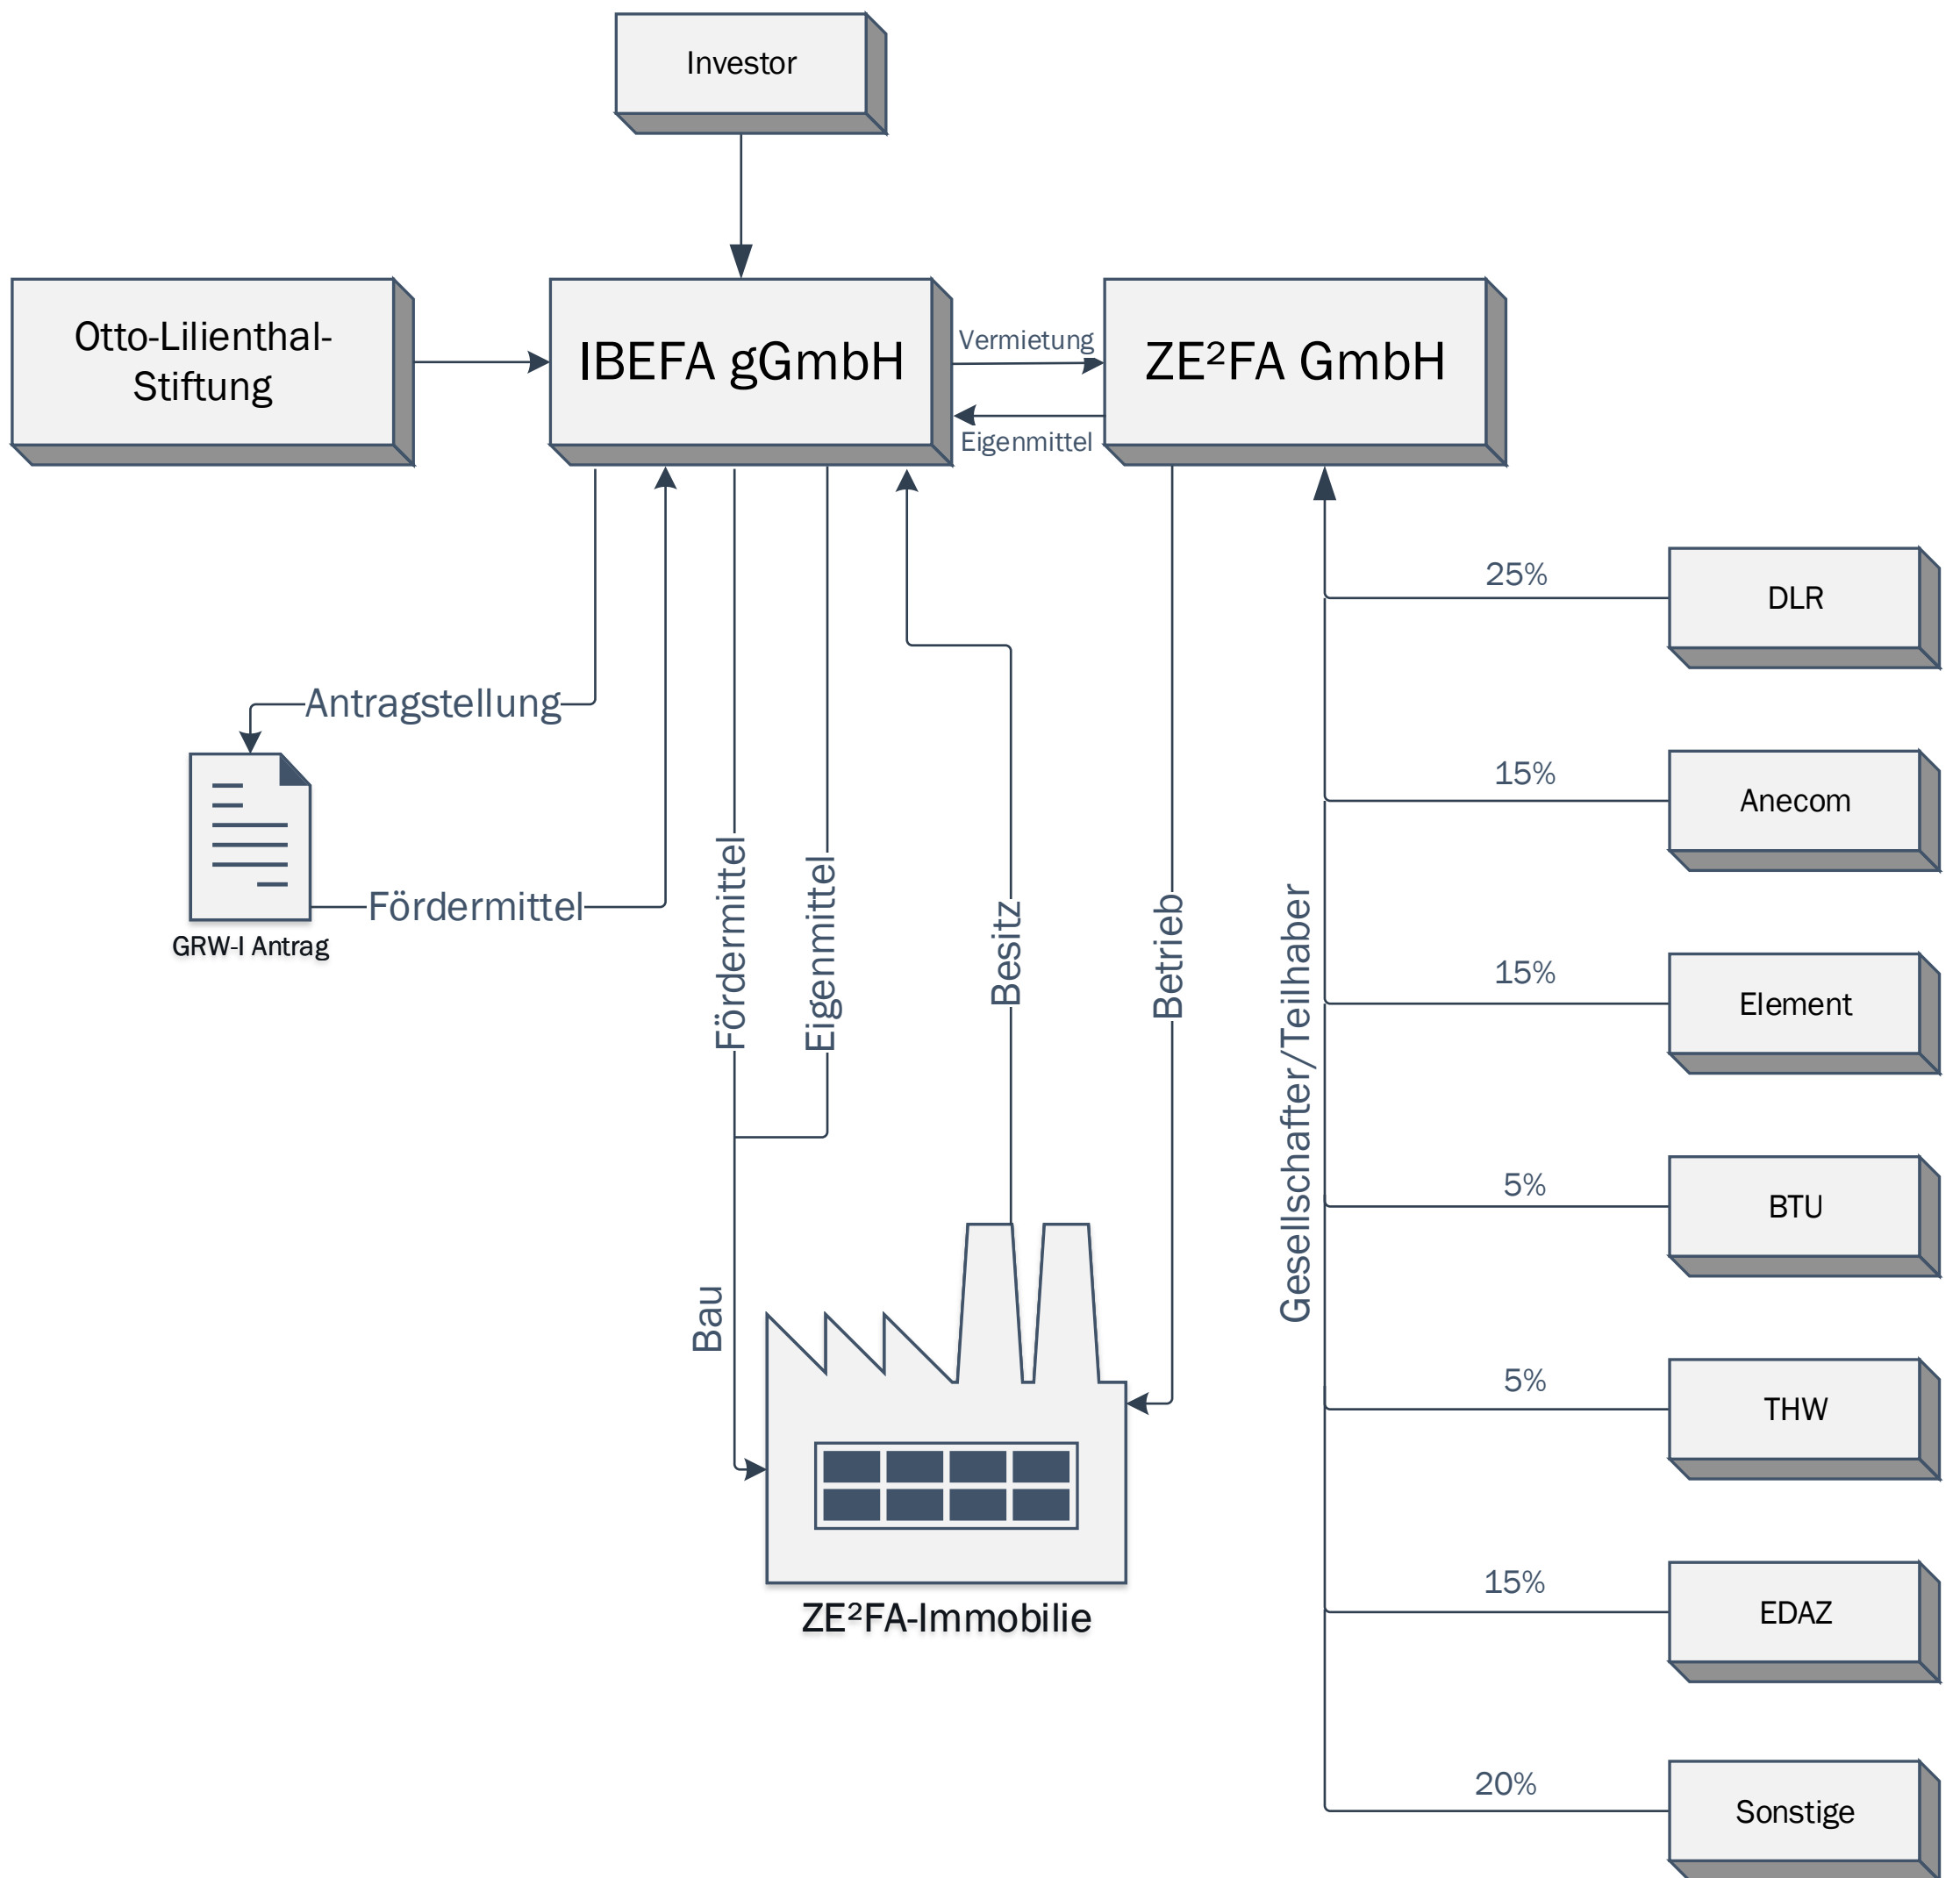 Investor
Otto-Lilienthal-
Stiftung
IBEFA gGmbH
Vermietung
Eigenmittel
ZE²FA GmbH
Antragstellung
GRW-I Antrag
Fördermittel
Fördermittel
Eigenmittel
Bau
Besitz
Betrieb
ZE²FA-Immobilie
Gesellschafter/Teilhaber
25%
DLR
15%
Anecom
15%
Element
5%
BTU
5%
THW
15%
EDAZ
20%
Sonstige